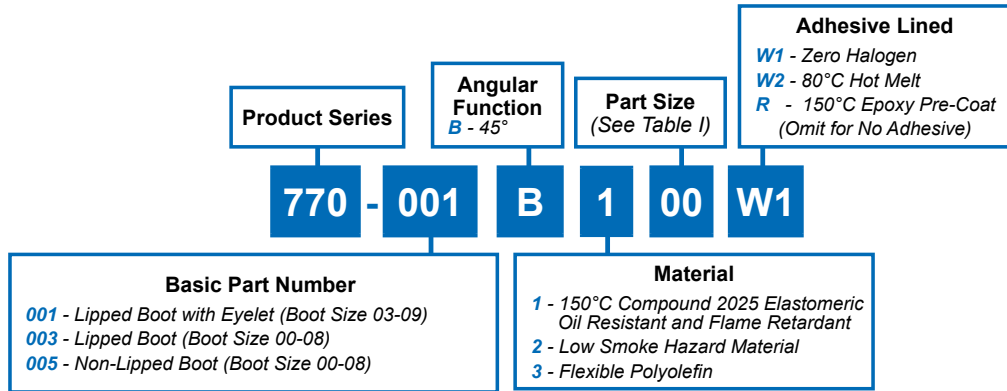 Product Series
Angular
Function
B - 45°
Part Size
(See Table I)
Adhesive Lined
W1 - Zero Halogen
W2 - 80°C Hot Melt
R - 150°C Epoxy Pre-Coat
(Omit for No Adhesive)
770 - 001 B 1 00 W1
Basic Part Number
001 - Lipped Boot with Eyelet (Boot Size 03-09)
003 - Lipped Boot (Boot Size 00-08)
005 - Non-Lipped Boot (Boot Size 00-08)
Material
1 - 150°C Compound 2025 Elastomeric
Oil Resistant and Flame Retardant
2 - Low Smoke Hazard Material
3 - Flexible Polyolefin